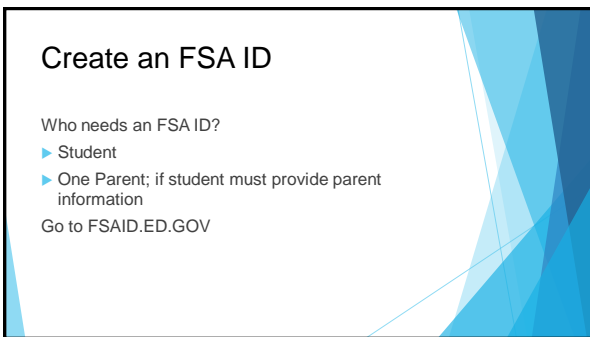 Create an FSA ID
Who needs an FSA ID?
Student
One Parent; if student must provide parent
information
Go to FSAID.ED.GOV